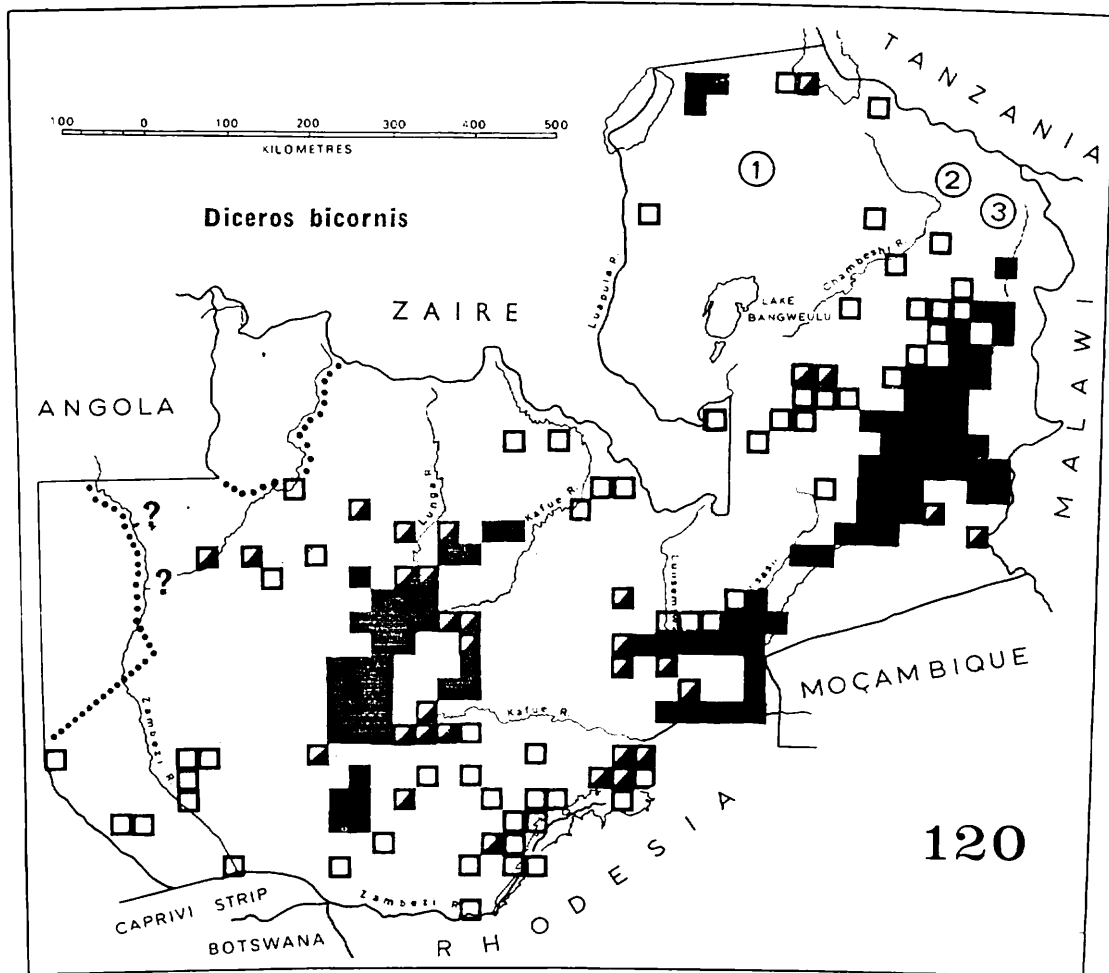 TANZANIA
100 0 100 200 300 400 500
KILOMETRES
1
2
3
Diceros bicornis
Luapula R.
Chambeshi R.
ZAIRE
LAKE
BANGWEULU
MALAWI
ANGOLA
Lunga R.
Kafue R.
?
?
MOÇAMBIQUE
Zambezi R.
Kafue R.
RHODESIA
120
CAPRIVI STRIP
Zambezi R.
BOTSWANA